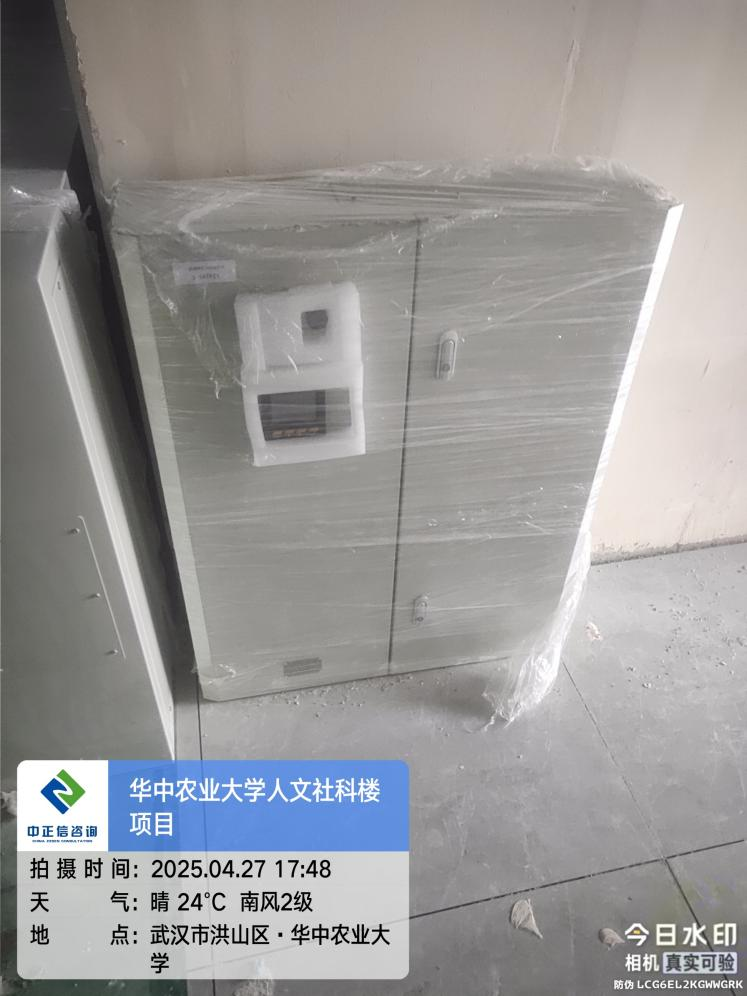 华中农业大学人文社科楼
项目
中正信咨询
拍摄时间：2025.04.27 17:48
天气：晴 24℃ 南风2级
地点：武汉市洪山区·华中农业大
学
今日水印
相机 真实可验
防伪 LCG6EL2KGWWGRK